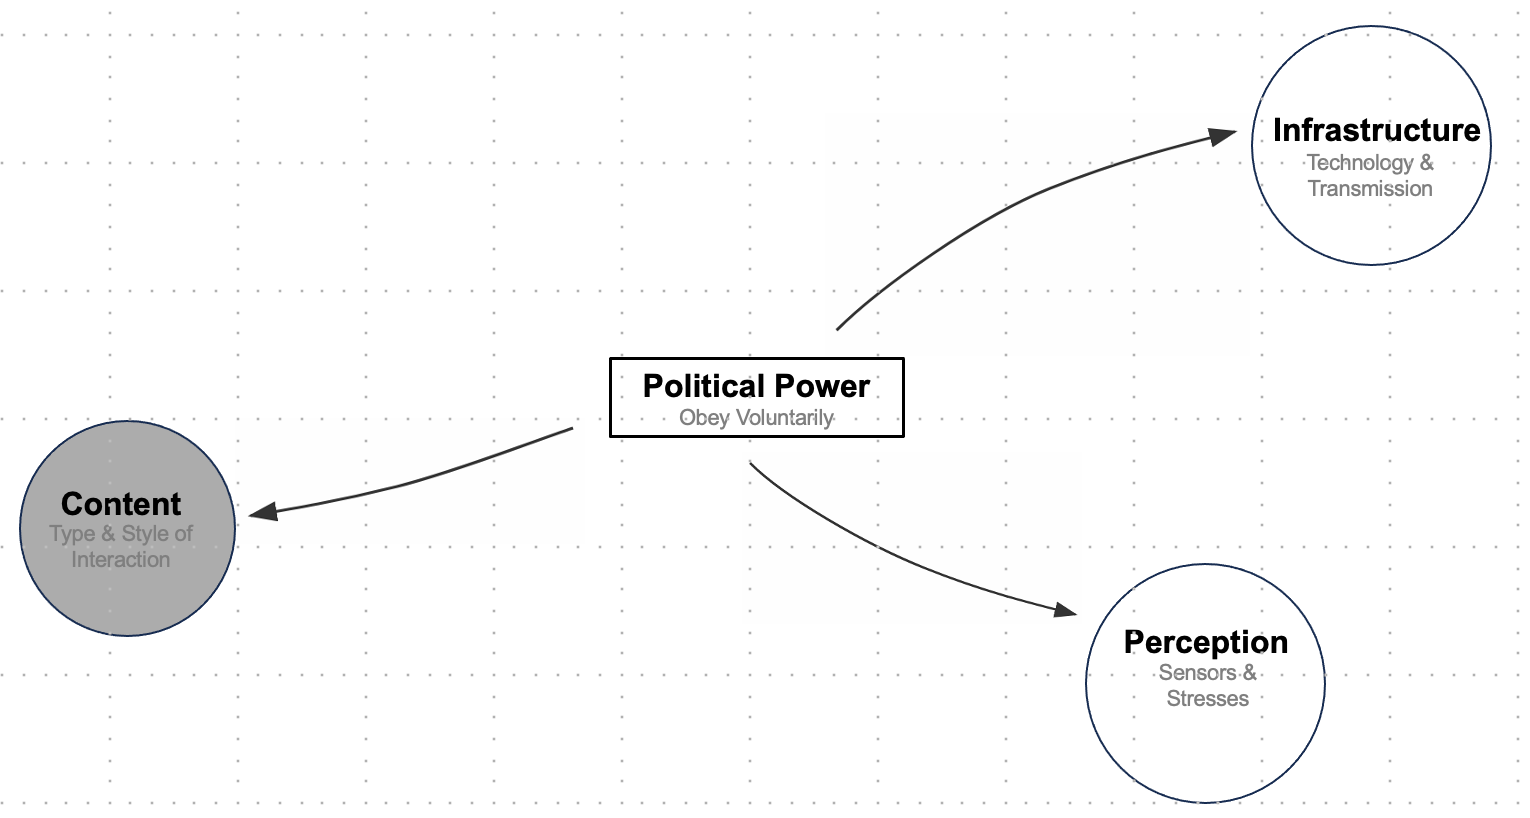 Infrastructure
Technology &
Transmission
Political Power
Obey Voluntarily
Content
Type & Style of
Interaction
Perception
Sensors &
Stresses